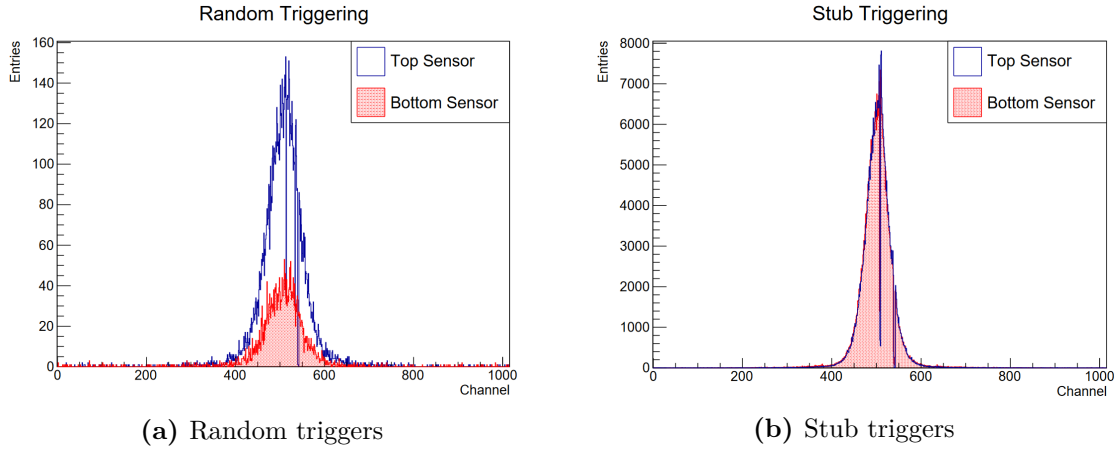 Random Triggering
Entries
160
140
120
100
80
60
40
20
0
0 200 400 600 800 1000
Channel
Top Sensor
Bottom Sensor
(a) Random triggers
Stub Triggering
Entries
8000
7000
6000
5000
4000
3000
2000
1000
0
0 200 400 600 800 1000
Channel
Top Sensor
Bottom Sensor
(b) Stub triggers